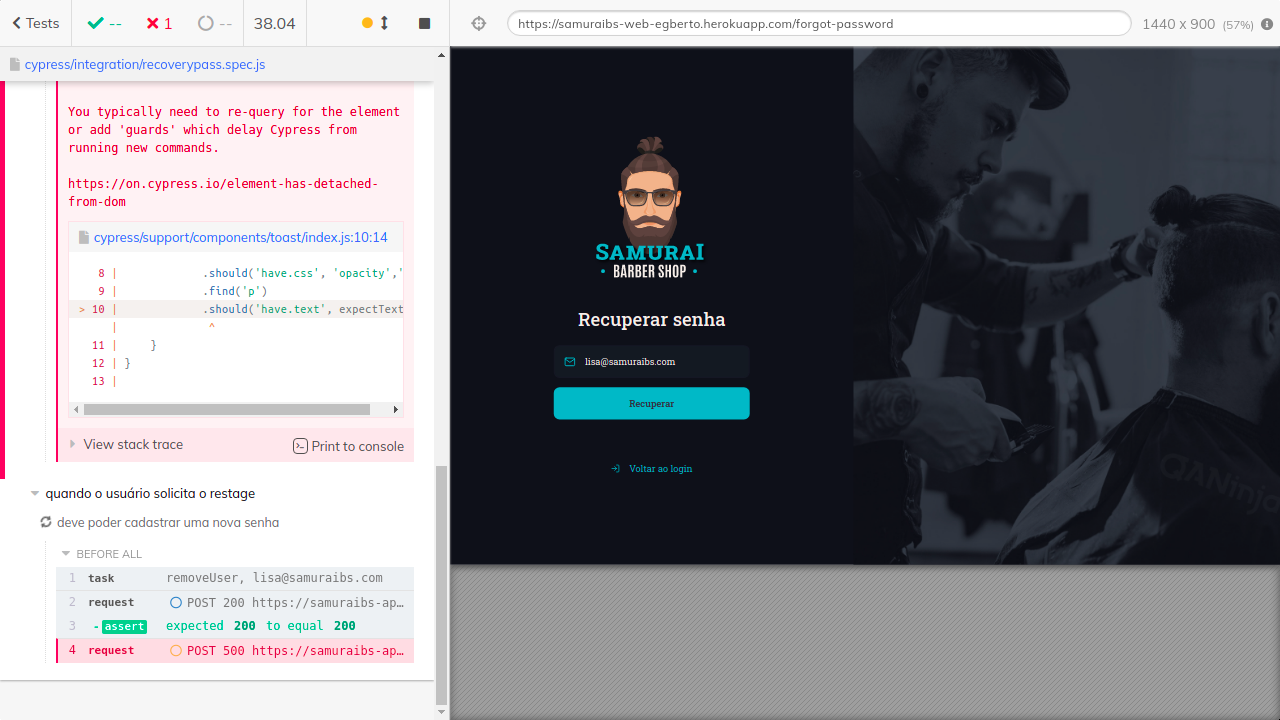 Tests
--
1
--
38.04
https://samuraibs-web-egberto.herokuapp.com/forgot-password
1440 x 900 (57%)
cypress/integration/recoverypass.spec.js
You typically need to re-query for the element
or add 'guards' which delay Cypress from
running new commands.
https://on.cypress.io/element-has-detached-
from-dom
cypress/support/components/toast/index.js:10:14
8 | .should('have.css', 'opacity','
9 | .find('p')
> 10 | .should('have.text', expectText
| ^
11 | }
12 | }
13 |
View stack trace
Print to console
quando o usuário solicita o restage
deve poder cadastrar uma nova senha
BEFORE ALL
1 task removeUser, lisa@samuraibs.com
2 request POST 200 https://samuraibs-ap…
3 -assert expected 200 to equal 200
4 request POST 500 https://samuraibs-ap…
SAMURAI
• BARBER SHOP •
Recuperar senha
lisa@samuraibs.com
Recuperar
Voltar ao login
QANinja